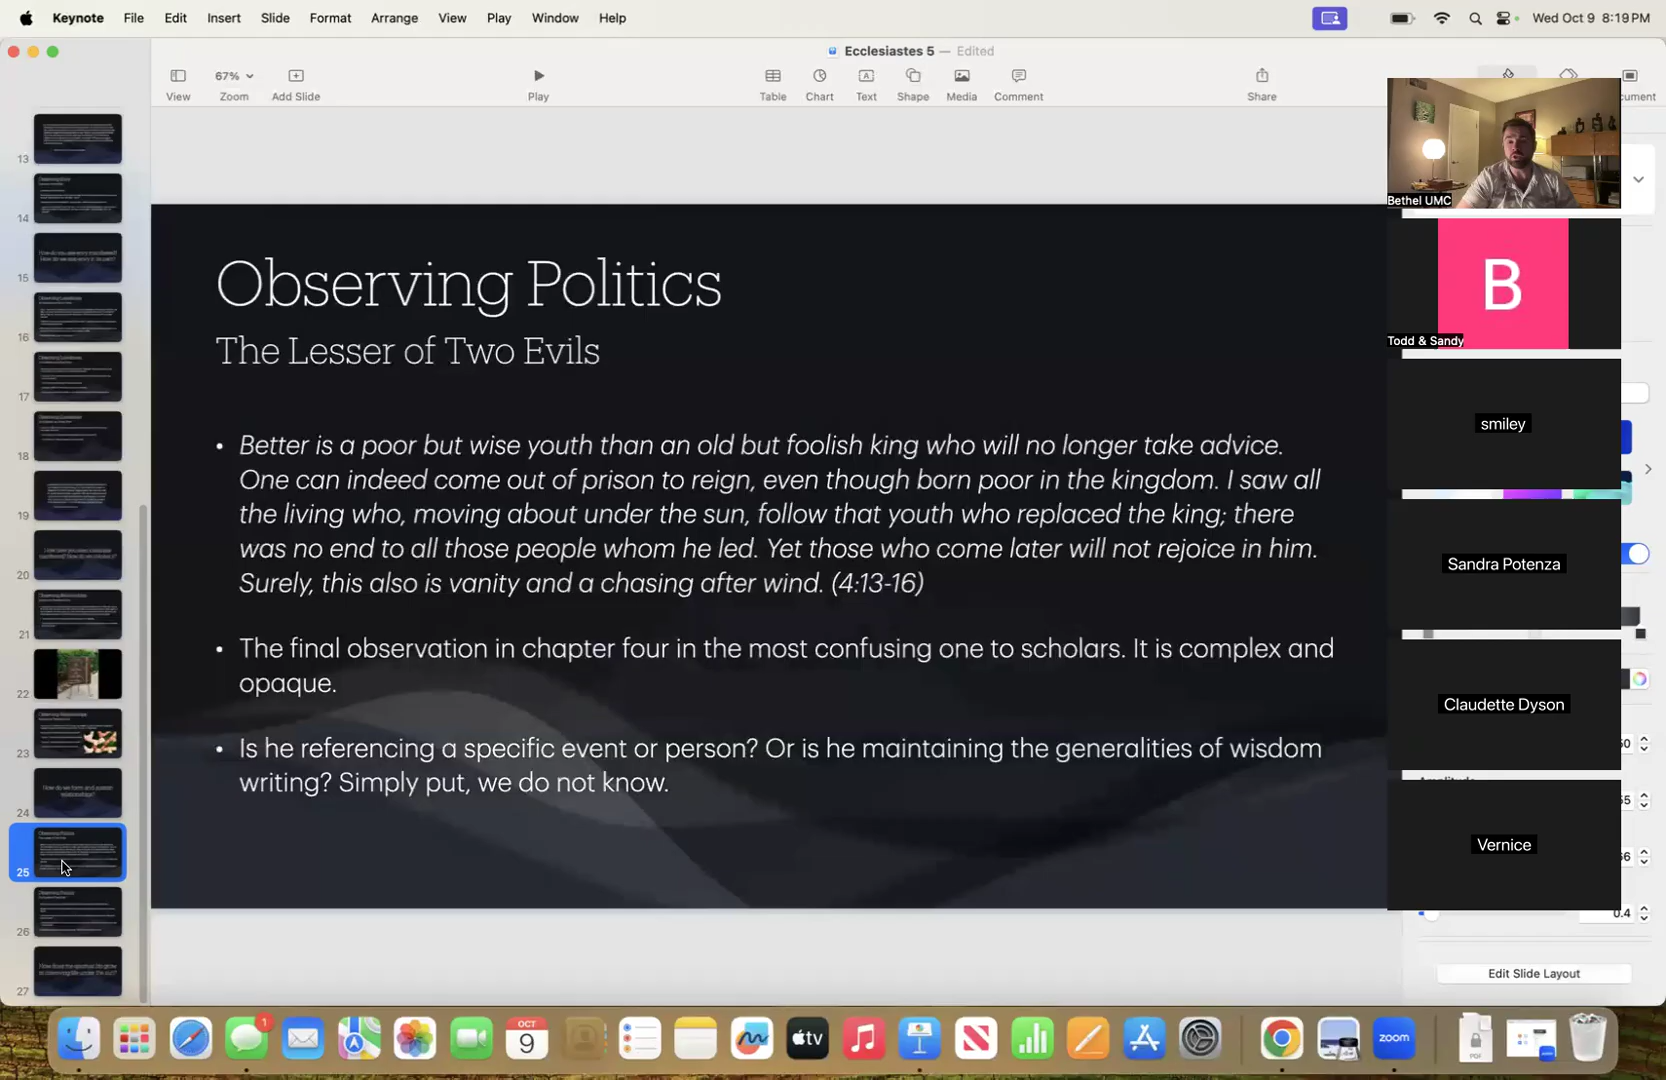 Keynote File Edit Insert Slide Format Arrange View Play Window Help Wed Oct 9 8:19 PM
Ecclesiastes 5 — Edited
67%
View Zoom Add Slide Play Table Chart Text Shape Media Comment Share
Bethel UMC
B
Todd & Sandy
smiley
Sandra Potenza
Claudette Dyson
Vernice
Observing Politics
The Lesser of Two Evils
• Better is a poor but wise youth than an old but foolish king who will no longer take advice.
One can indeed come out of prison to reign, even though born poor in the kingdom. I saw all
the living who, moving about under the sun, follow that youth who replaced the king; there
was no end to all those people whom he led. Yet those who come later will not rejoice in him.
Surely, this also is vanity and a chasing after wind. (4:13-16)
• The final observation in chapter four in the most confusing one to scholars. It is complex and
opaque.
• Is he referencing a specific event or person? Or is he maintaining the generalities of wisdom
writing? Simply put, we do not know.
13
14
15
16
17
18
19
20
21
22
23
24
25
26
27
0.4
Edit Slide Layout
1
OCT
9
tv
zoom
PDF